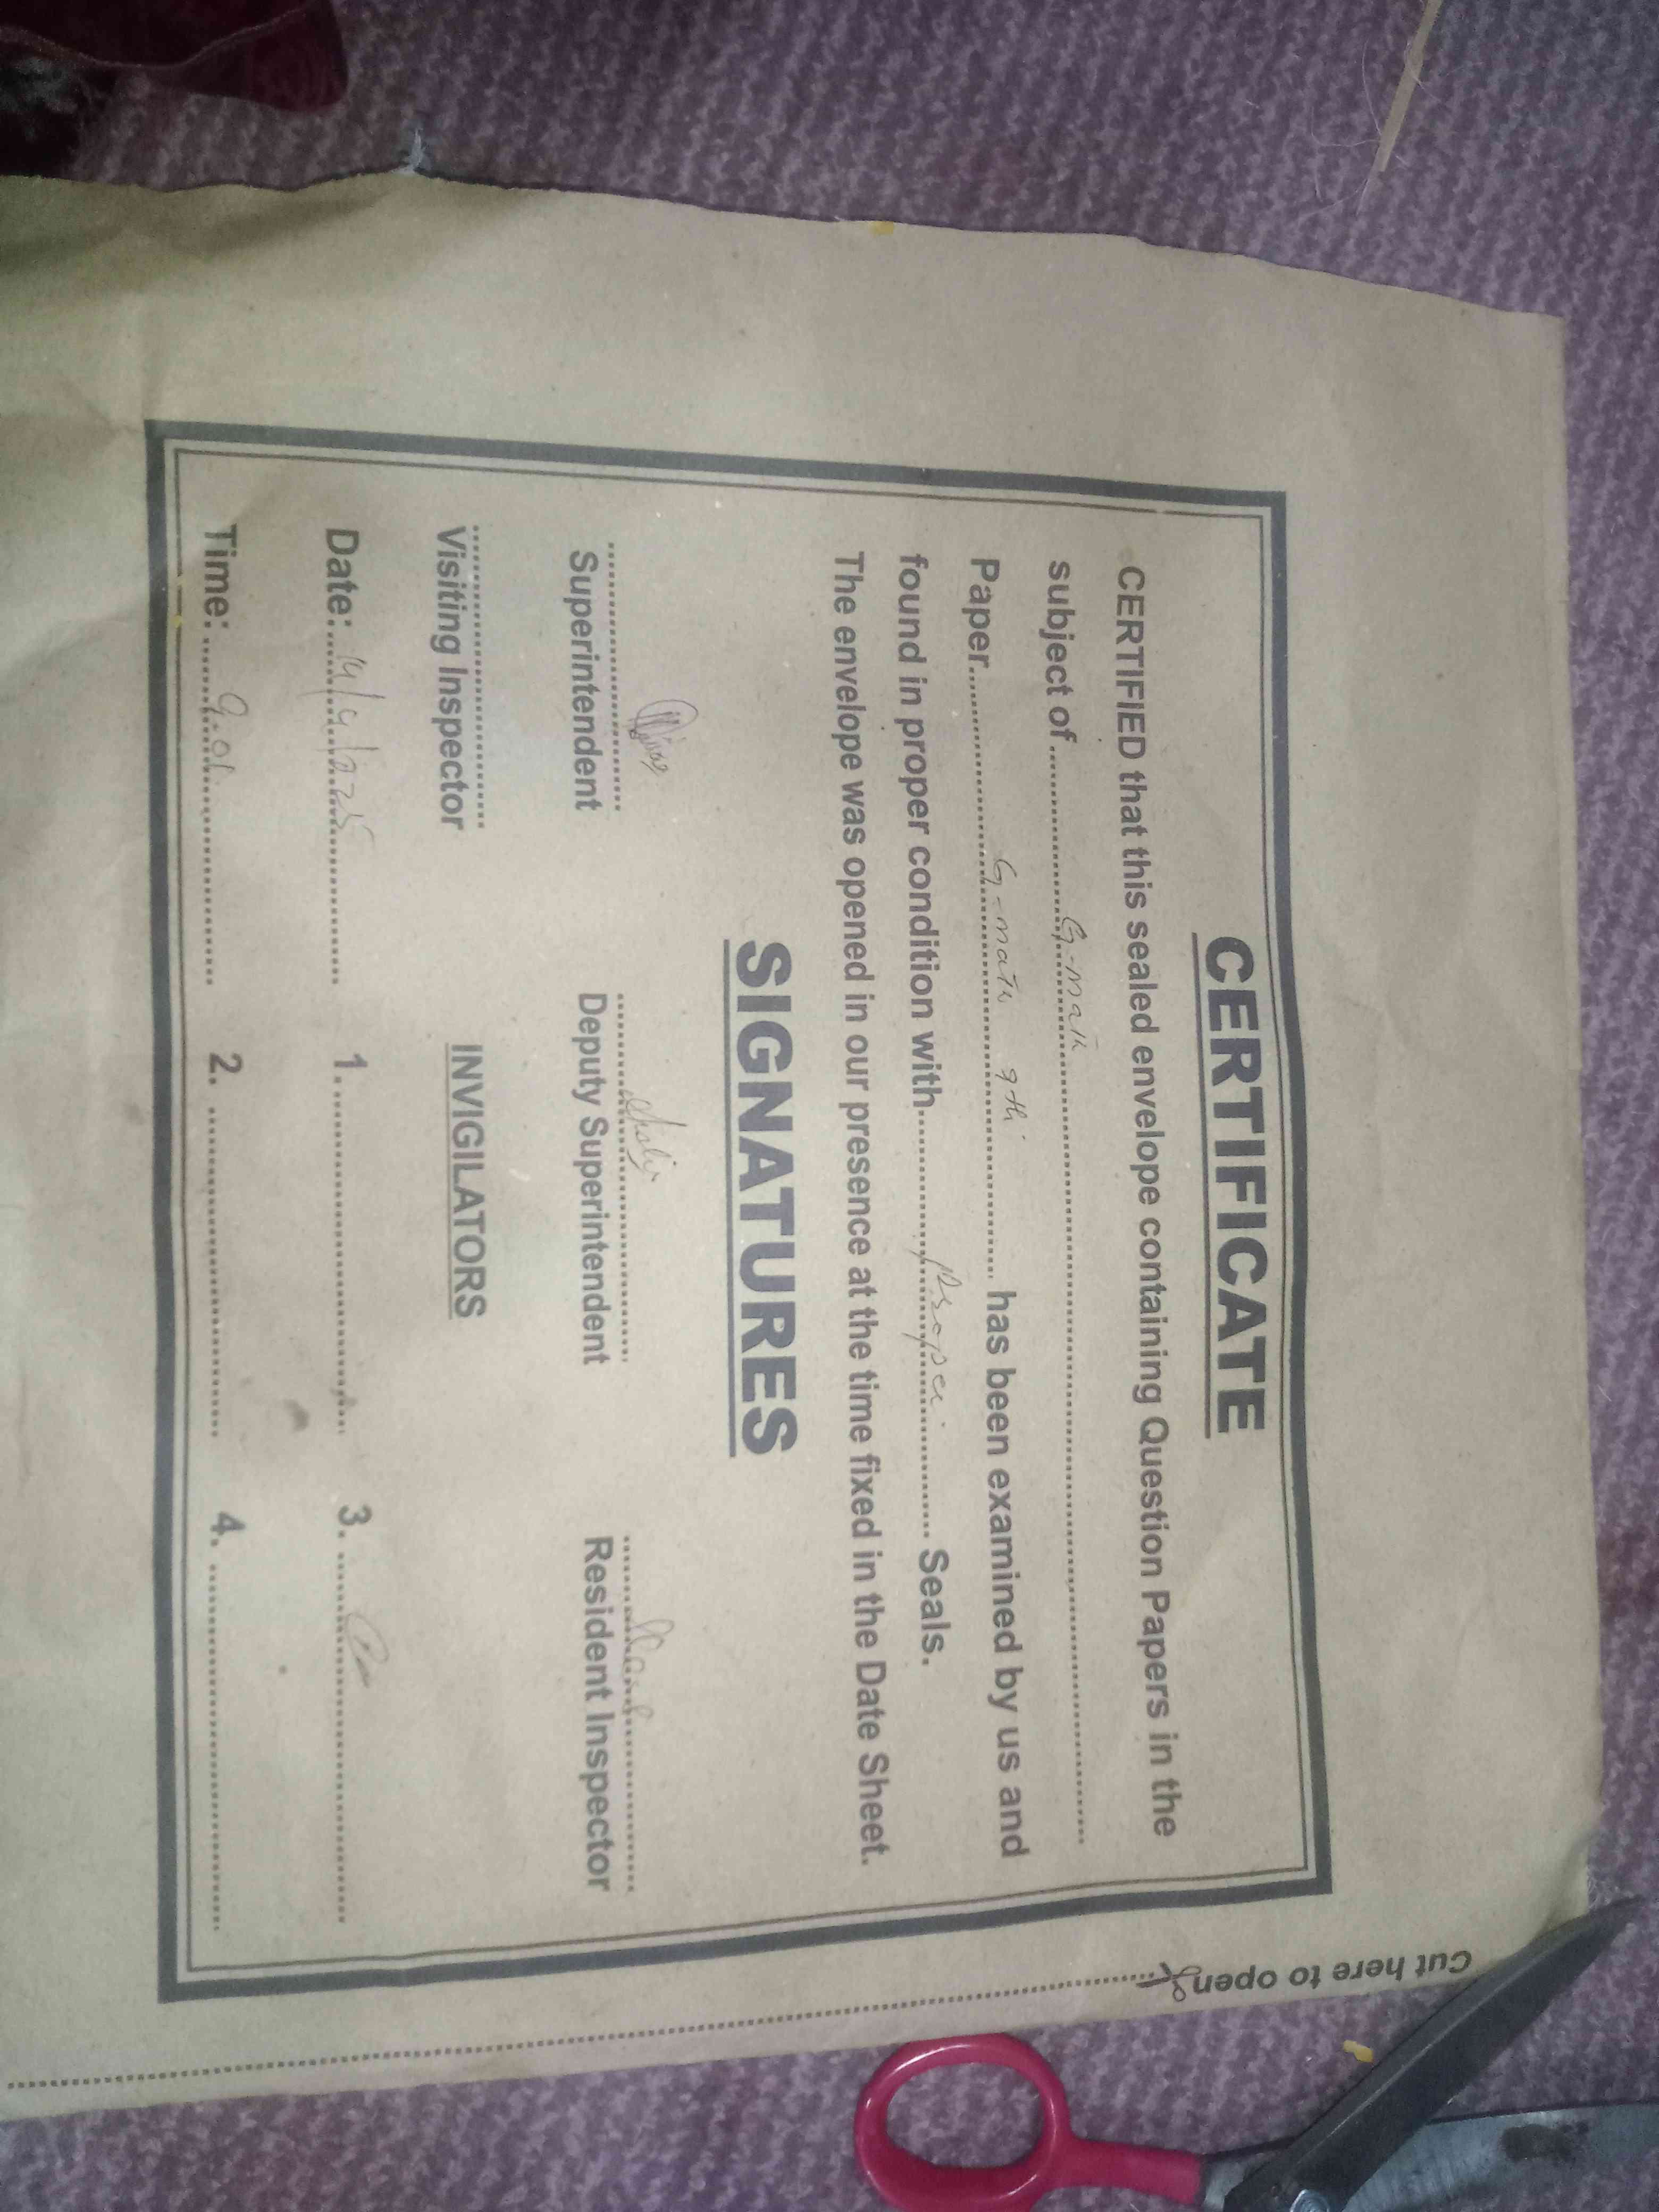 CERTIFICATE
CERTIFIED that this sealed envelope containing Question Papers in the
subject of ........ G-math ........
Paper........ G-math 9th ........ has been examined by us and
found in proper condition with........ proper ........ Seals.
The envelope was opened in our presence at the time fixed in the Date Sheet.
SIGNATURES
Superintendent Deputy Superintendent Resident Inspector
Visiting Inspector INVIGILATORS
Date: 14/4/2025 1. ........ 3. ........
Time: 9.01 2. ........ 4. ........
Cut here to open